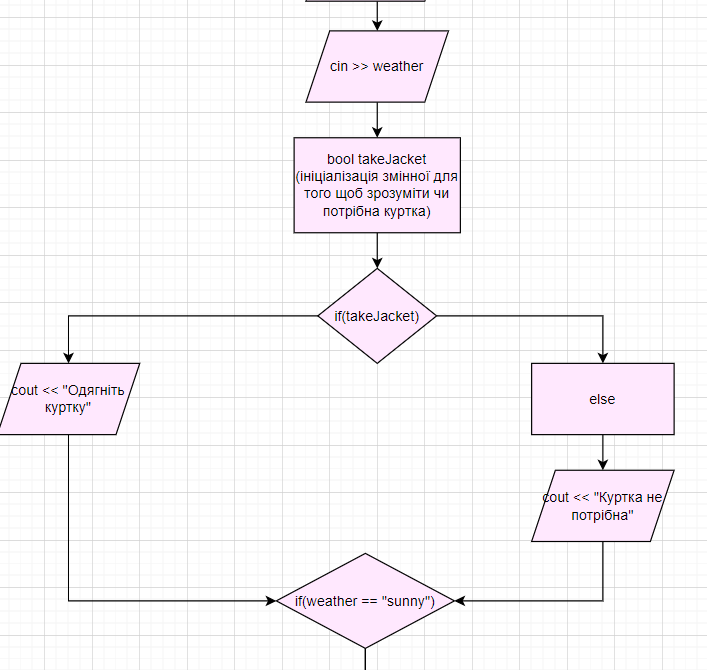 cin >> weather
bool takeJacket
(ініціалізація змінної для
того щоб зрозуміти чи
потрібна куртка)
if(takeJacket)
cout << "Одягніть
куртку"
else
cout << "Куртка не
потрібна"
if(weather == "sunny")